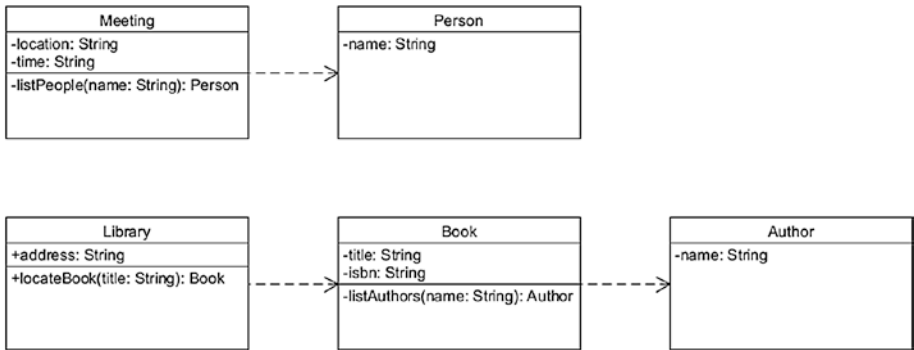 Meeting
-location: String
-time: String
-listPeople(name: String): Person
Person
-name: String
Library
+address: String
+locateBook(title: String): Book
Book
-title: String
-isbn: String
-listAuthors(name: String): Author
Author
-name: String